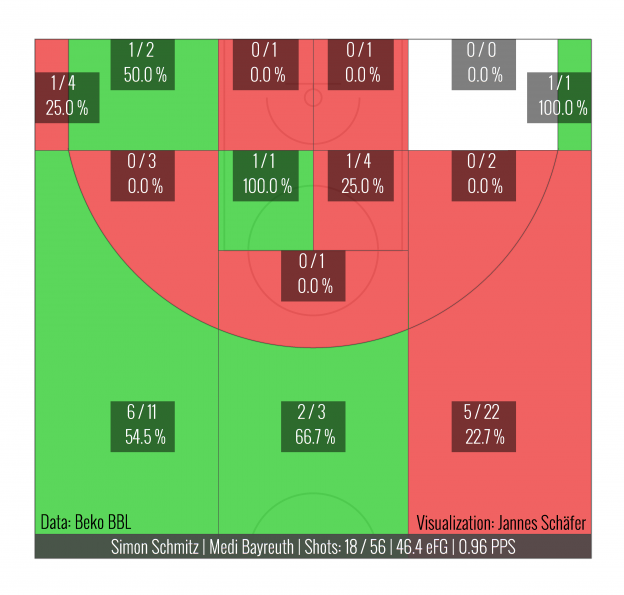 1 / 2
50.0 %
0 / 1
0.0 %
0 / 1
0.0 %
0 / 0
0.0 %
1 / 4
25.0 %
1 / 1
100.0 %
0 / 3
0.0 %
1 / 1
100.0 %
1 / 4
25.0 %
0 / 2
0.0 %
0 / 1
0.0 %
6 / 11
54.5 %
2 / 3
66.7 %
5 / 22
22.7 %
Data: Beko BBL
Visualization: Jannes Schäfer
Simon Schmitz | Medi Bayreuth | Shots: 18 / 56 | 46.4 eFG | 0.96 PPS